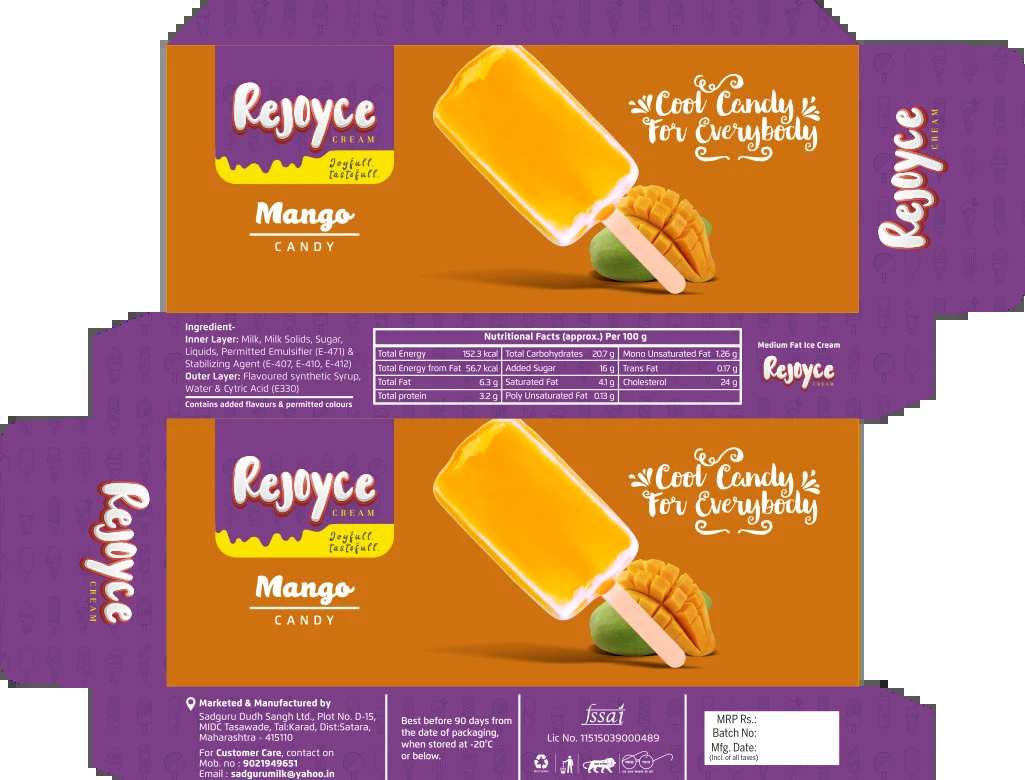 Rejoyce
CREAM
Joyfull.
tastefull.
Mango
CANDY
Cool Candy
For Everybody
Rejoyce
CREAM
Ingredient-
Inner Layer: Milk, Milk Solids, Sugar,
Liquids, Permitted Emulsifier (E-471) &
Stabilizing Agent (E-407, E-410, E-412)
Outer Layer: Flavoured synthetic Syrup,
Water & Cytric Acid (E330)
Contains added flavours & permitted colours
Nutritional Facts (approx.) Per 100 g
Total Energy 152.3 kcal Total Carbohydrates 20.7 g Mono Unsaturated Fat 1.26 g
Total Energy from Fat 56.7 kcal Added Sugar 16 g Trans Fat 0.17 g
Total Fat 6.3 g Saturated Fat 4.1 g Cholesterol 24 g
Total protein 3.2 g Poly Unsaturated Fat 0.13 g
Medium Fat Ice Cream
Rejoyce
CREAM
Rejoyce
CREAM
Rejoyce
CREAM
Joyfull.
tastefull.
Mango
CANDY
Cool Candy
For Everybody
Marketed & Manufactured by
Sadguru Dudh Sangh Ltd., Plot No. D-15,
MIDC Tasawade, Tal:Karad, Dist:Satara,
Maharashtra - 415110
For Customer Care, contact on
Mob. no : 9021949651
Email : sadgurumilk@yahoo.in
Best before 90 days from
the date of packaging,
when stored at -20°C
or below.
fssai
Lic No. 11515039000489
MRP Rs.:
Batch No:
Mfg. Date:
(Incl. of all taxes)